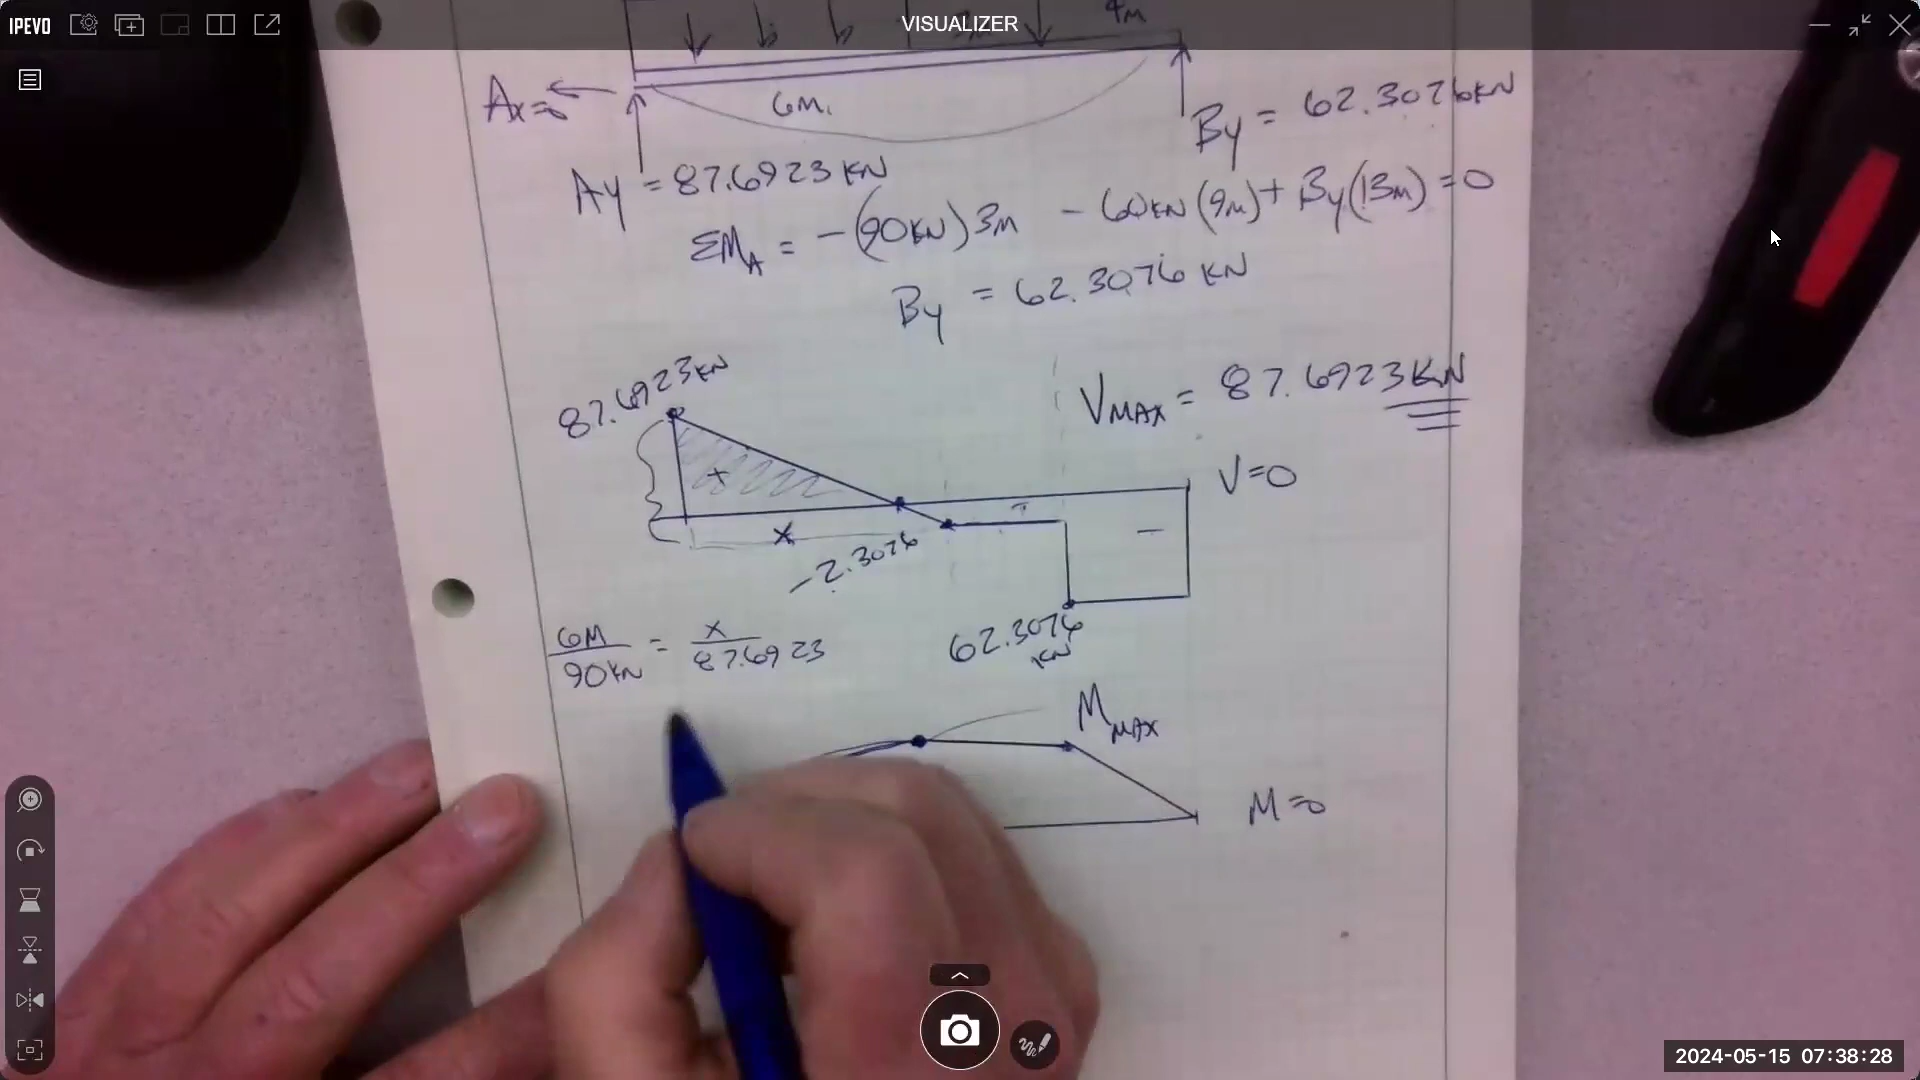 IPEVO
VISUALIZER
4M
Ax=0
6M.
By = 62.3076KN
Ay = 87.6923 KN
ΣMA = -(90KN)3M - 60KN(9M)+ By(13M)=0
By = 62.3076 KN
87.6923KN
VMAX = 87.6923KN
+
V=0
-
X
-2.3076
6M/90KN = X/87.6923
62.3076
KN
MMAX
M=0
2024-05-15 07:38:28